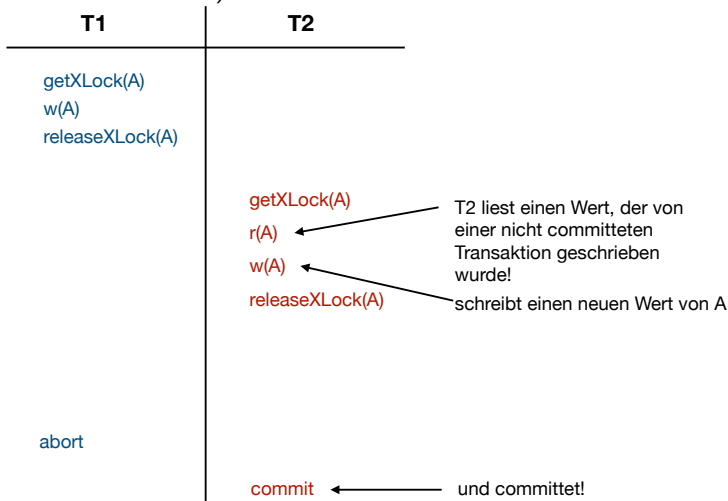 T1 T2
getXLock(A)
w(A)
releaseXLock(A)
getXLock(A)
r(A)
w(A)
releaseXLock(A)
T2 liest einen Wert, der von
einer nicht committeten
Transaktion geschrieben
wurde!
schreibt einen neuen Wert von A
abort
commit
und committet!